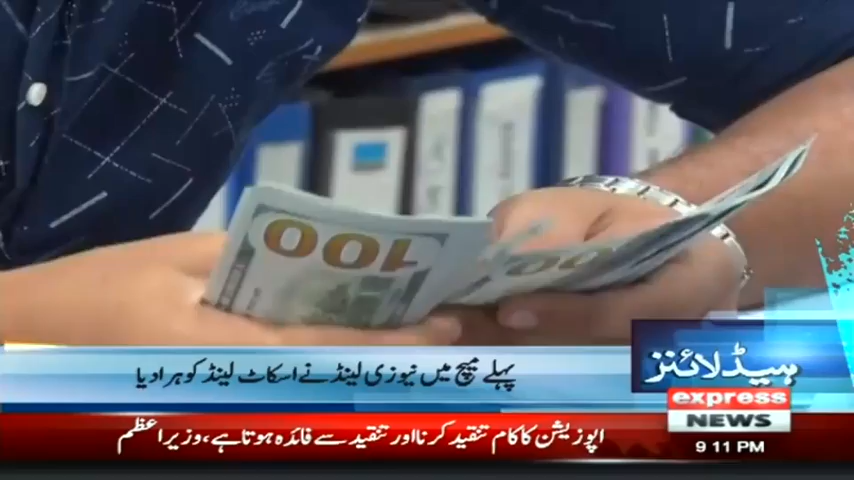 100
پہلے میچ میں نیوزی لینڈ نے اسکاٹ لینڈ کو ہرا دیا
ہیڈلائنز
express
NEWS
اپوزیشن کا کام تنقید کرنا اور تنقید سے فائدہ ہوتا ہے، وزیراعظم
9:11 PM